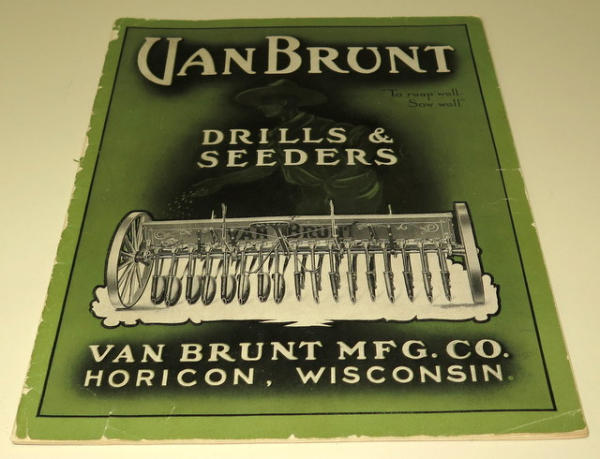 VAN BRUNT
"To reap well
Sow well"
DRILLS &
SEEDERS
VAN BRUNT
VAN BRUNT MFG. CO.
HORICON, WISCONSIN.